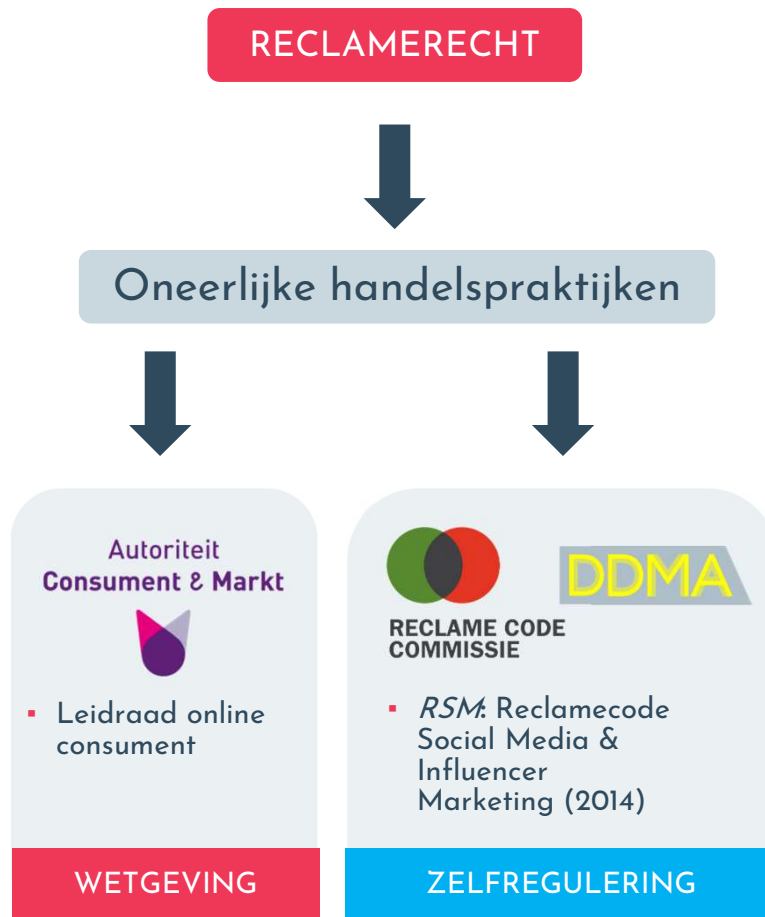 RECLAMERECHT
Oneerlijke handelspraktijken
Autoriteit
Consument & Markt
▪ Leidraad online
consument
WETGEVING
RECLAME CODE
COMMISSIE
DDMA
▪ RSM: Reclamecode
Social Media &
Influencer
Marketing (2014)
ZELFREGULERING